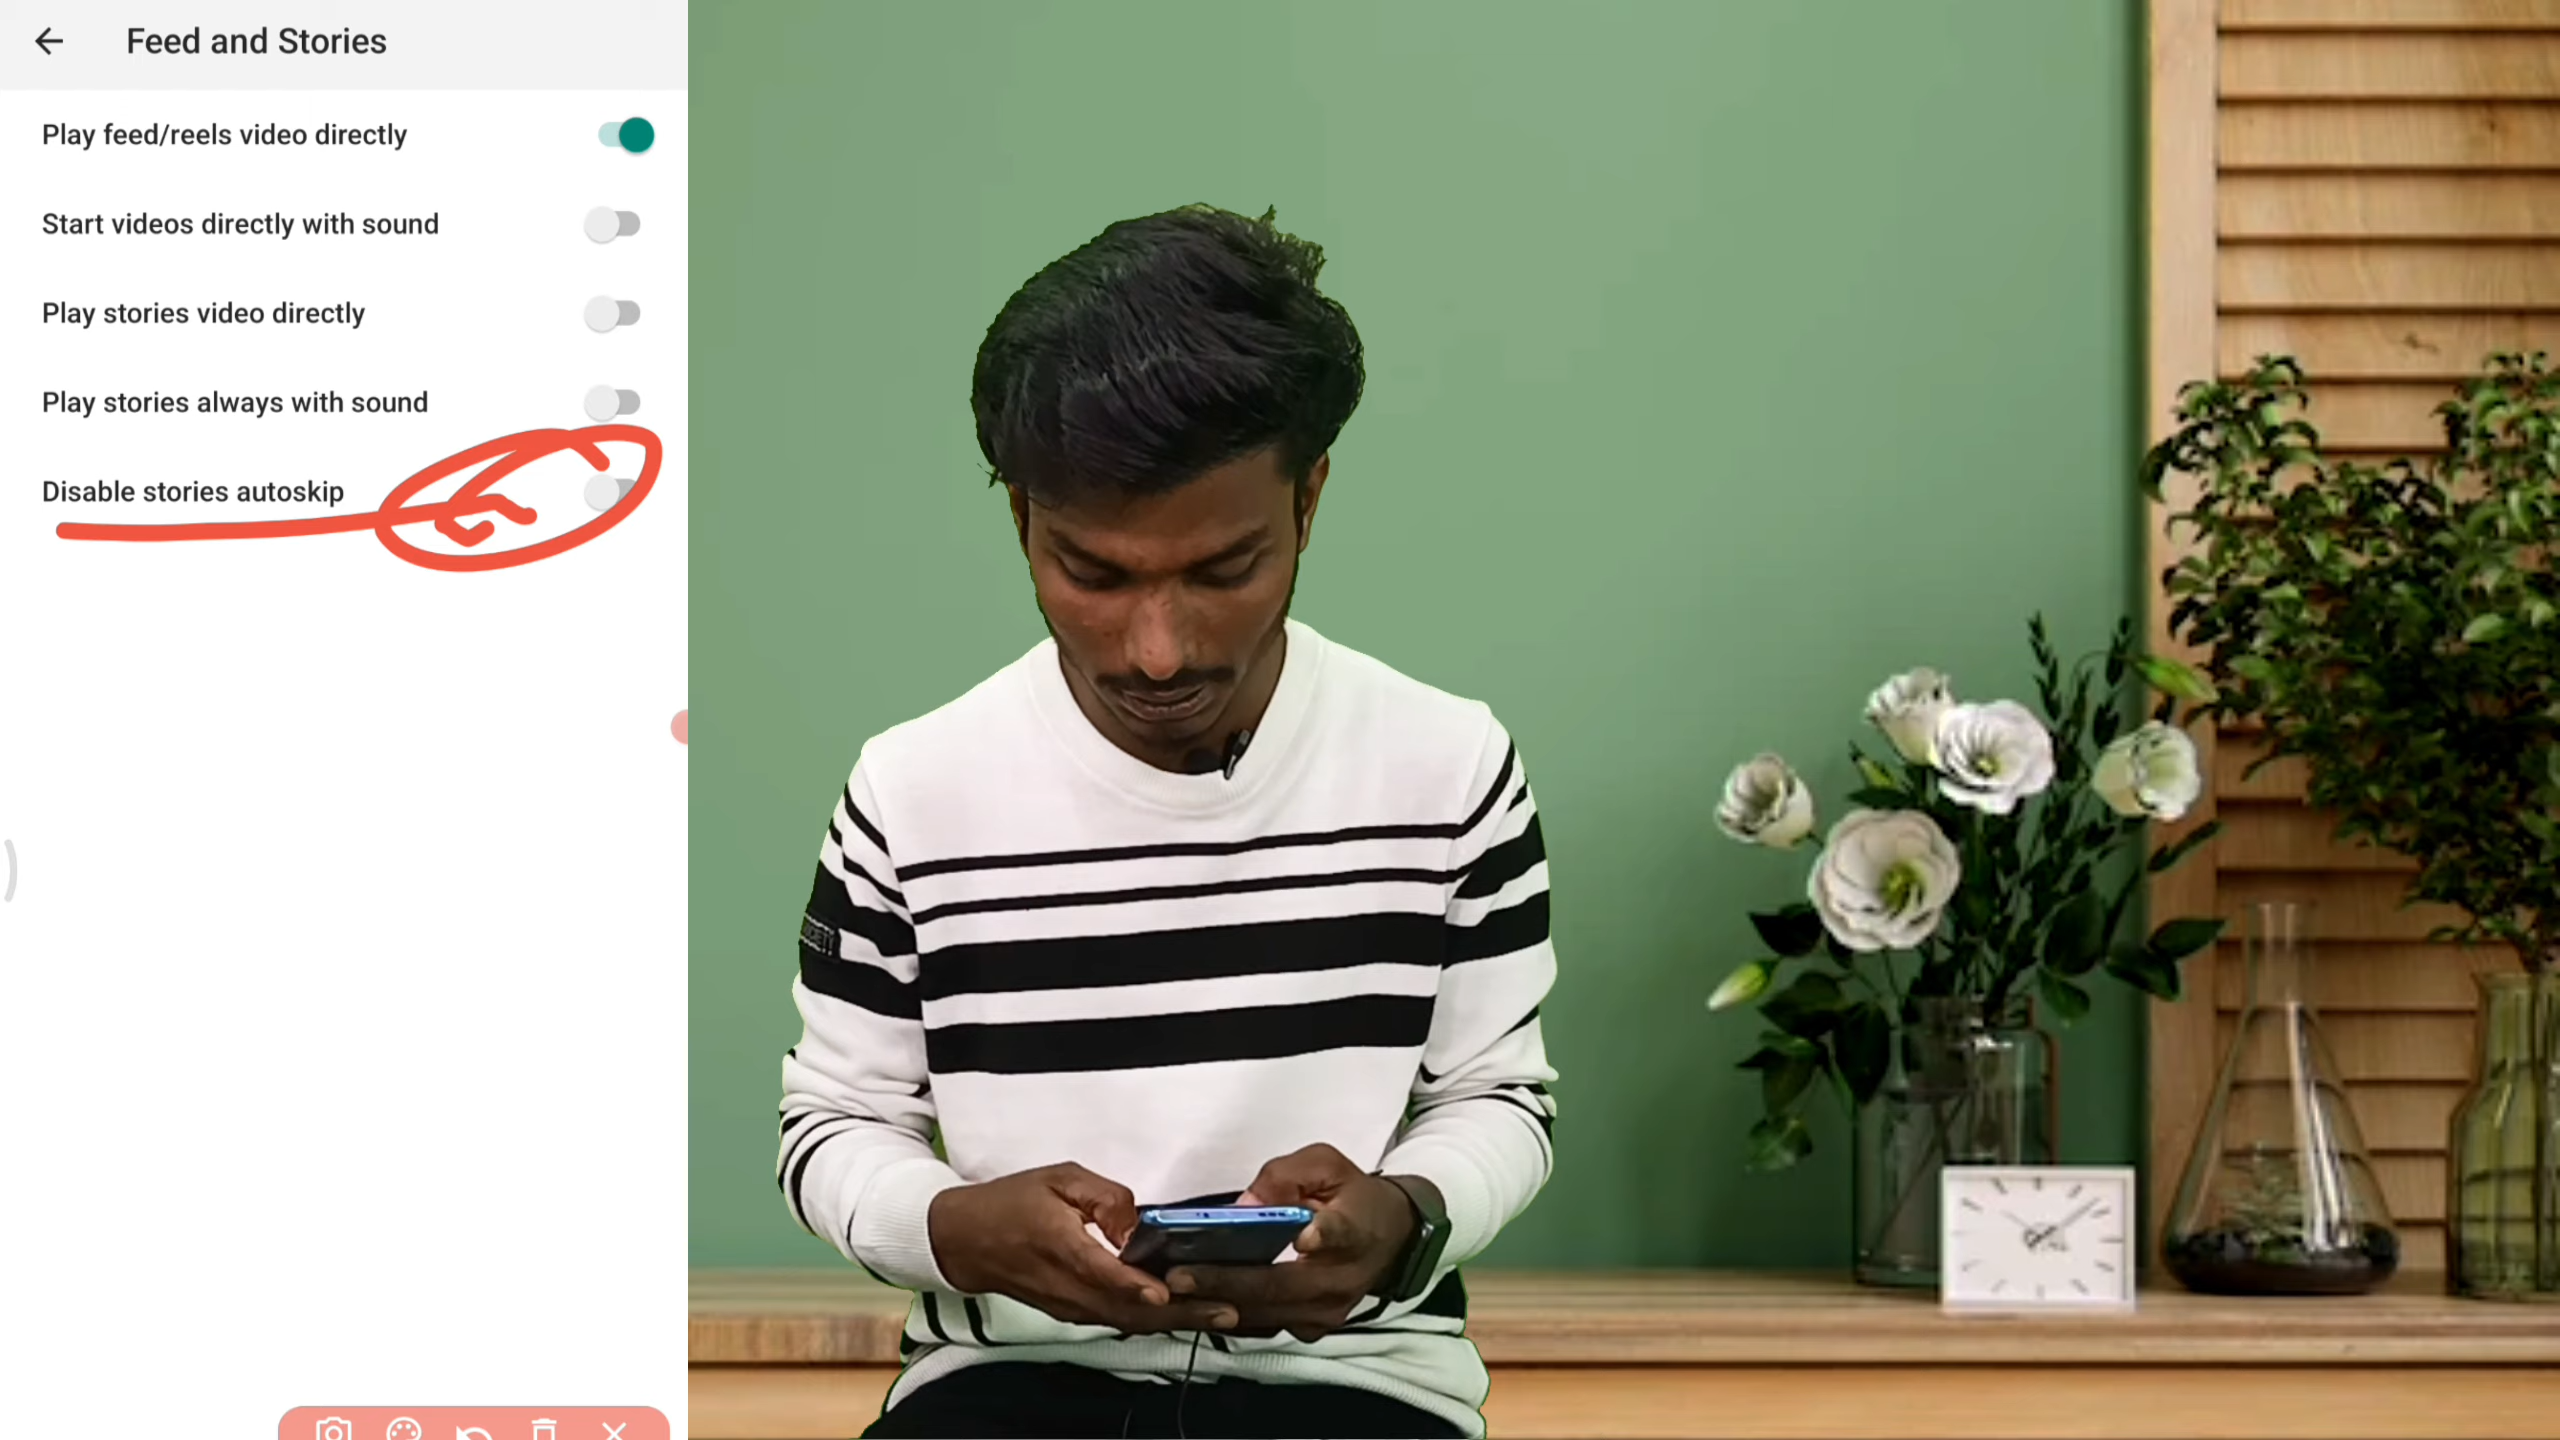 Feed and Stories
Play feed/reels video directly
Start videos directly with sound
Play stories video directly
Play stories always with sound
Disable stories autoskip